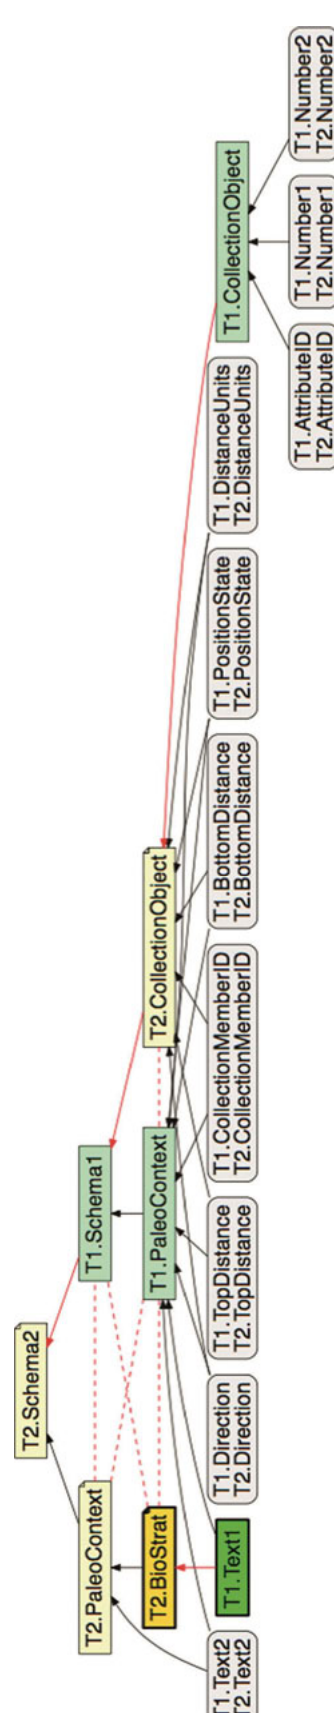 T2.Schema2
T2.PaleoContext
T1.Schema1
T2.BioStrat
T1.PaleoContext
T2.CollectionObject
T1.Text1
T1.CollectionObject
T1.Text2
T2.Text2
T1.Direction
T2.Direction
T1.TopDistance
T2.TopDistance
T1.CollectionMemberID
T2.CollectionMemberID
T1.BottomDistance
T2.BottomDistance
T1.PositionState
T2.PositionState
T1.DistanceUnits
T2.DistanceUnits
T1.AttributeID
T2.AttributeID
T1.Number1
T2.Number1
T1.Number2
T2.Number2